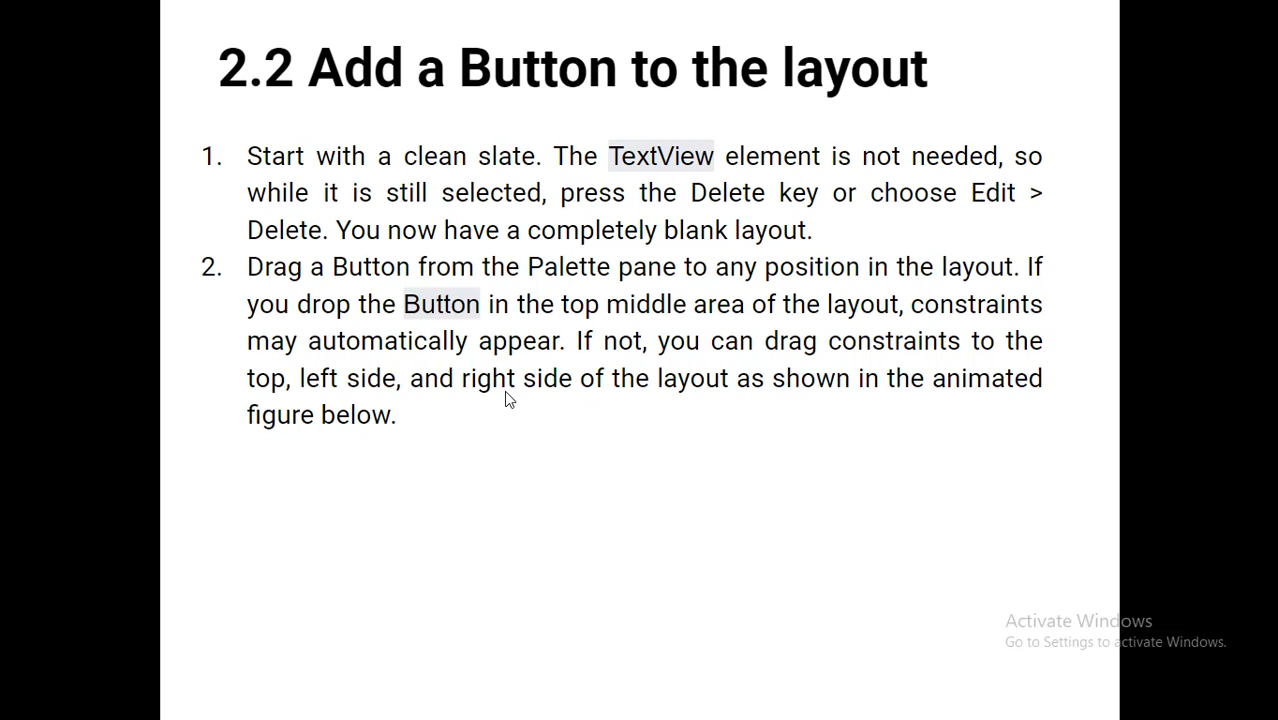 2.2 Add a Button to the layout
1. Start with a clean slate. The TextView element is not needed, so
while it is still selected, press the Delete key or choose Edit >
Delete. You now have a completely blank layout.
2. Drag a Button from the Palette pane to any position in the layout. If
you drop the Button in the top middle area of the layout, constraints
may automatically appear. If not, you can drag constraints to the
top, left side, and right side of the layout as shown in the animated
figure below.
Activate Windows
Go to Settings to activate Windows.